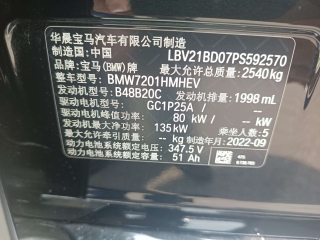 华晨宝马汽车有限公司制造
制造国：中国 LBV21BD07PS592570
品牌：宝马(BMW)牌 最大允许总质量：2540kg
整车型号：BMW7201HMHEV
发动机型号：B48B20C 发动机排量：1998 mL
驱动电机型号：GC1P25A
驱动电机峰值功率：80 kW/- kW
发动机最大净功率：135kW 乘坐人数：5
最大允许牵引质量：- kg 制造年月：2022-09
动力电池系统额定电压：347.5 V
动力电池系统额定容量：51 Ah